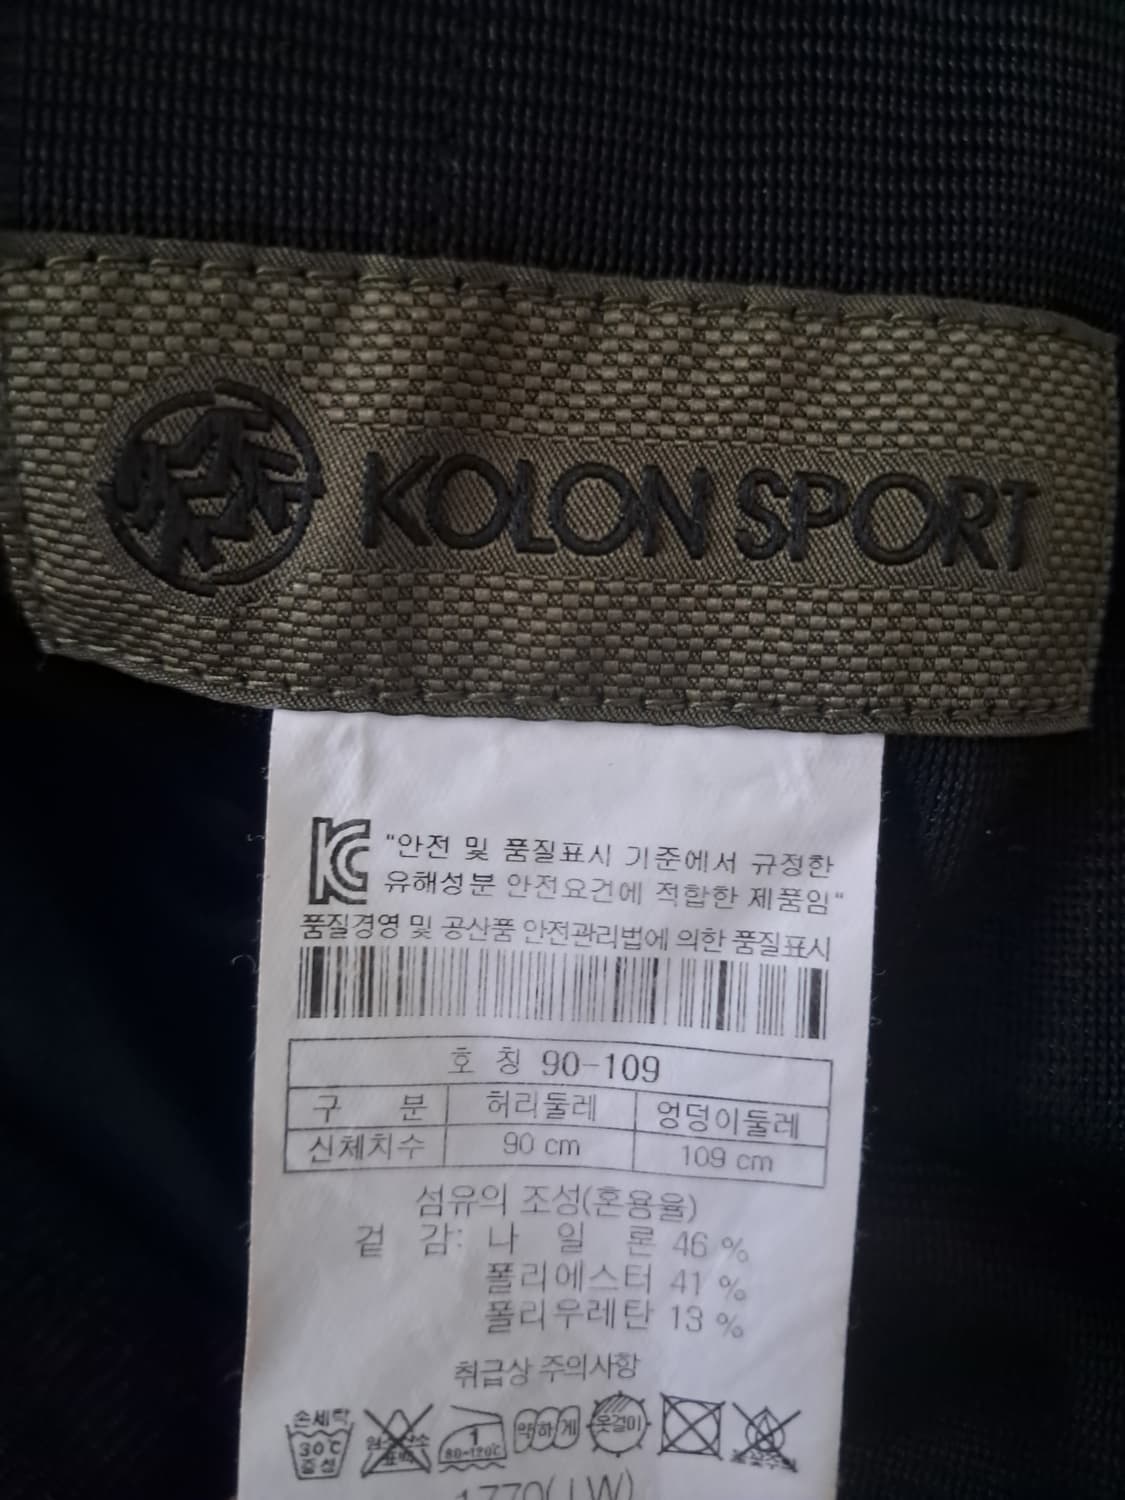 KOLON SPORT
"안전 및 품질표시 기준에서 규정한
유해성분 안전요건에 적합한 제품임"
품질경영 및 공산품 안전관리법에 의한 품질표시
호 칭 90-109
구 분 허리둘레 엉덩이둘레
신체치수 90 cm 109 cm
섬유의 조성(혼용율)
겉 감: 나 일 론 46 %
폴리에스터 41 %
폴리우레탄 13 %
취급상 주의사항
손세탁 30℃ 중성
1 80~120℃
약하게
옷걸이
1770(LW)